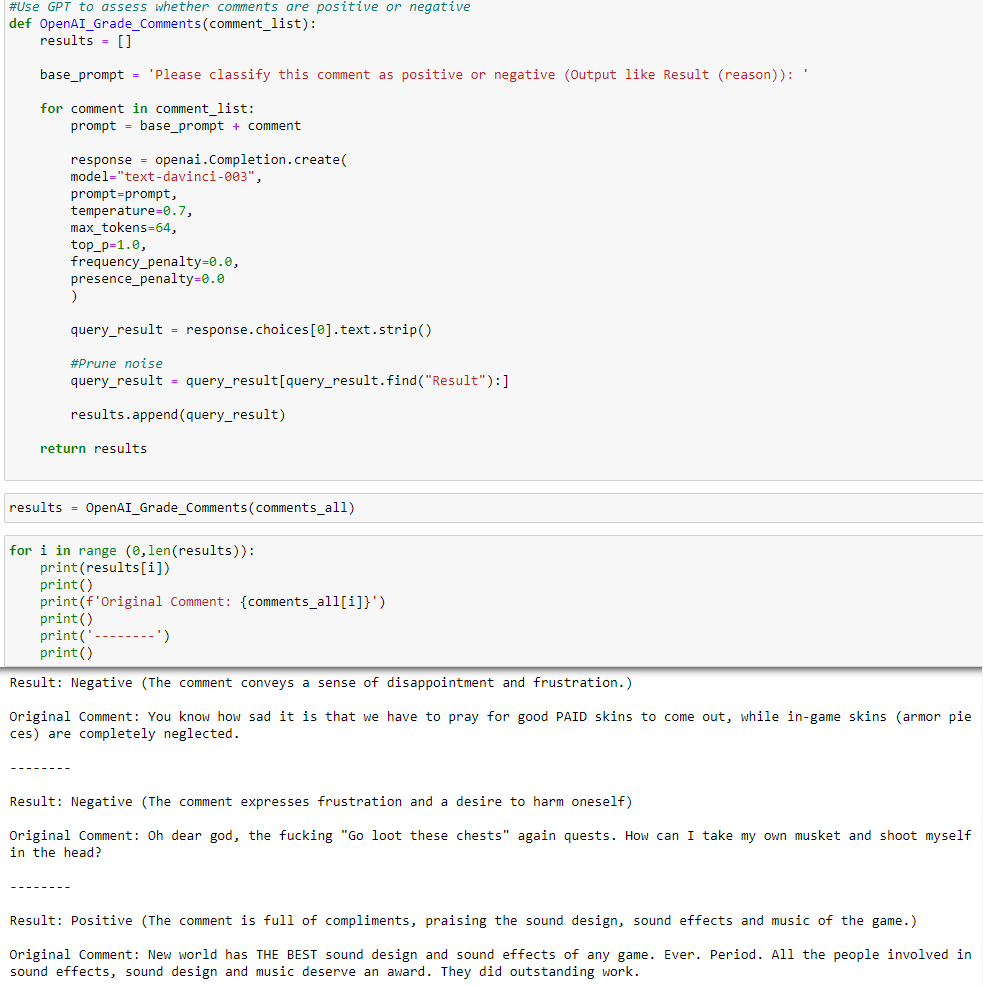 #Use GPT to assess whether comments are positive or negative
def OpenAI_Grade_Comments(comment_list):
    results = []

    base_prompt = 'Please classify this comment as positive or negative (Output like Result (reason)): '

    for comment in comment_list:
        prompt = base_prompt + comment

        response = openai.Completion.create(
        model="text-davinci-003",
        prompt=prompt,
        temperature=0.7,
        max_tokens=64,
        top_p=1.0,
        frequency_penalty=0.0,
        presence_penalty=0.0
        )

        query_result = response.choices[0].text.strip()

        #Prune noise
        query_result = query_result[query_result.find("Result"):]

        results.append(query_result)

    return results

results = OpenAI_Grade_Comments(comments_all)

for i in range (0,len(results)):
    print(results[i])
    print()
    print(f'Original Comment: {comments_all[i]}')
    print()
    print('--------')
    print()

Result: Negative (The comment conveys a sense of disappointment and frustration.)

Original Comment: You know how sad it is that we have to pray for good PAID skins to come out, while in-game skins (armor pie
ces) are completely neglected.

--------

Result: Negative (The comment expresses frustration and a desire to harm oneself)

Original Comment: Oh dear god, the fucking "Go loot these chests" again quests. How can I take my own musket and shoot myself
in the head?

--------

Result: Positive (The comment is full of compliments, praising the sound design, sound effects and music of the game.)

Original Comment: New world has THE BEST sound design and sound effects of any game. Ever. Period. All the people involved in
sound effects, sound design and music deserve an award. They did outstanding work.